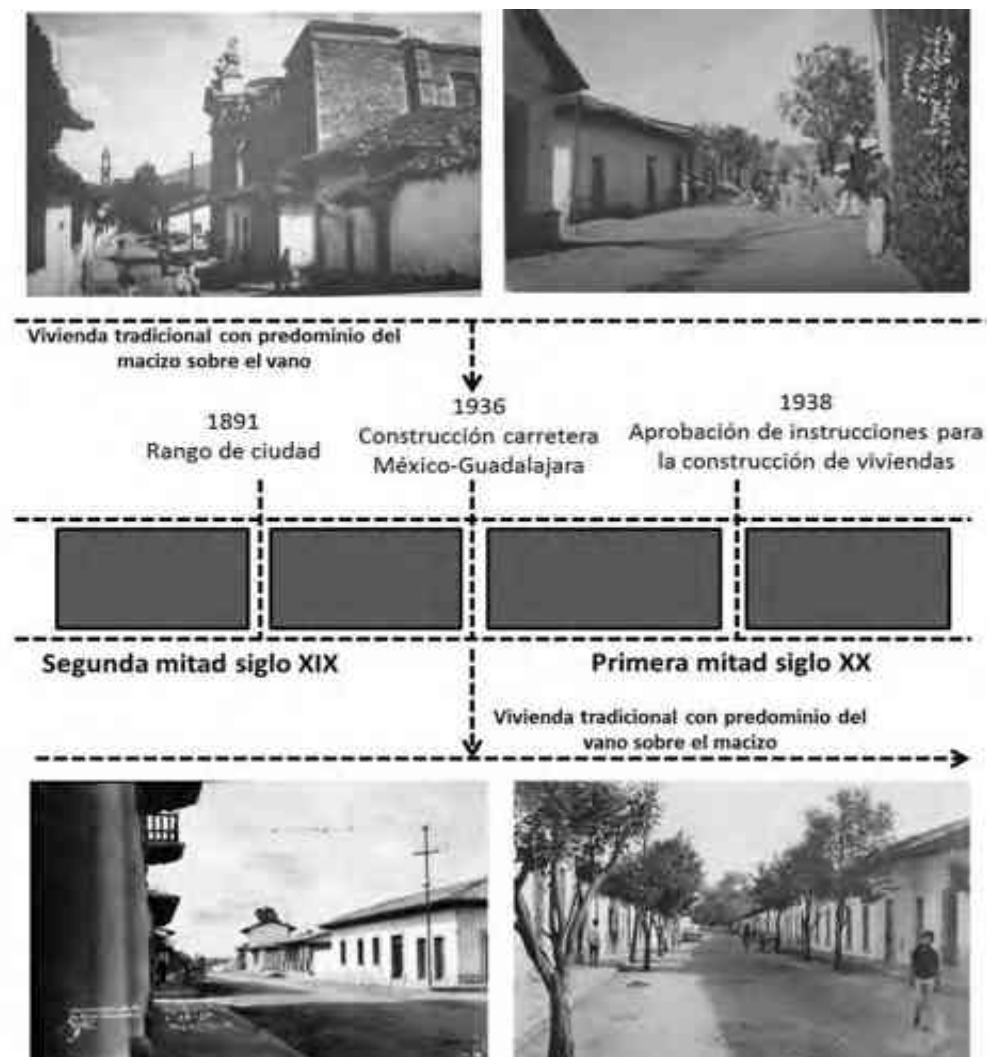 Vivienda tradicional con predominio del
macizo sobre el vano
1891
Rango de ciudad
1936
Construcción carretera
México-Guadalajara
1938
Aprobación de instrucciones para
la construcción de viviendas
Segunda mitad siglo XIX
Primera mitad siglo XX
Vivienda tradicional con predominio del
vano sobre el macizo